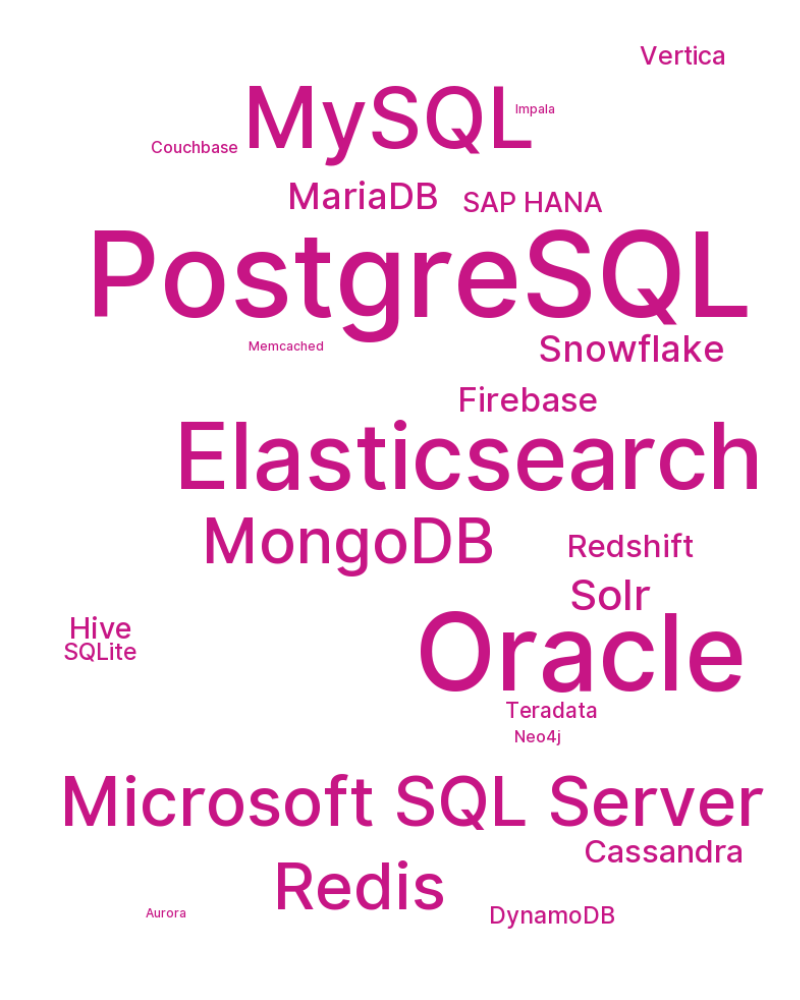 Vertica
MySQL
Impala
Couchbase
MariaDB
SAP HANA
PostgreSQL
Memcached
Snowflake
Firebase
Elasticsearch
MongoDB
Redshift
Solr
Hive
SQLite
Oracle
Teradata
Neo4j
Microsoft SQL Server
Cassandra
Redis
Aurora
DynamoDB